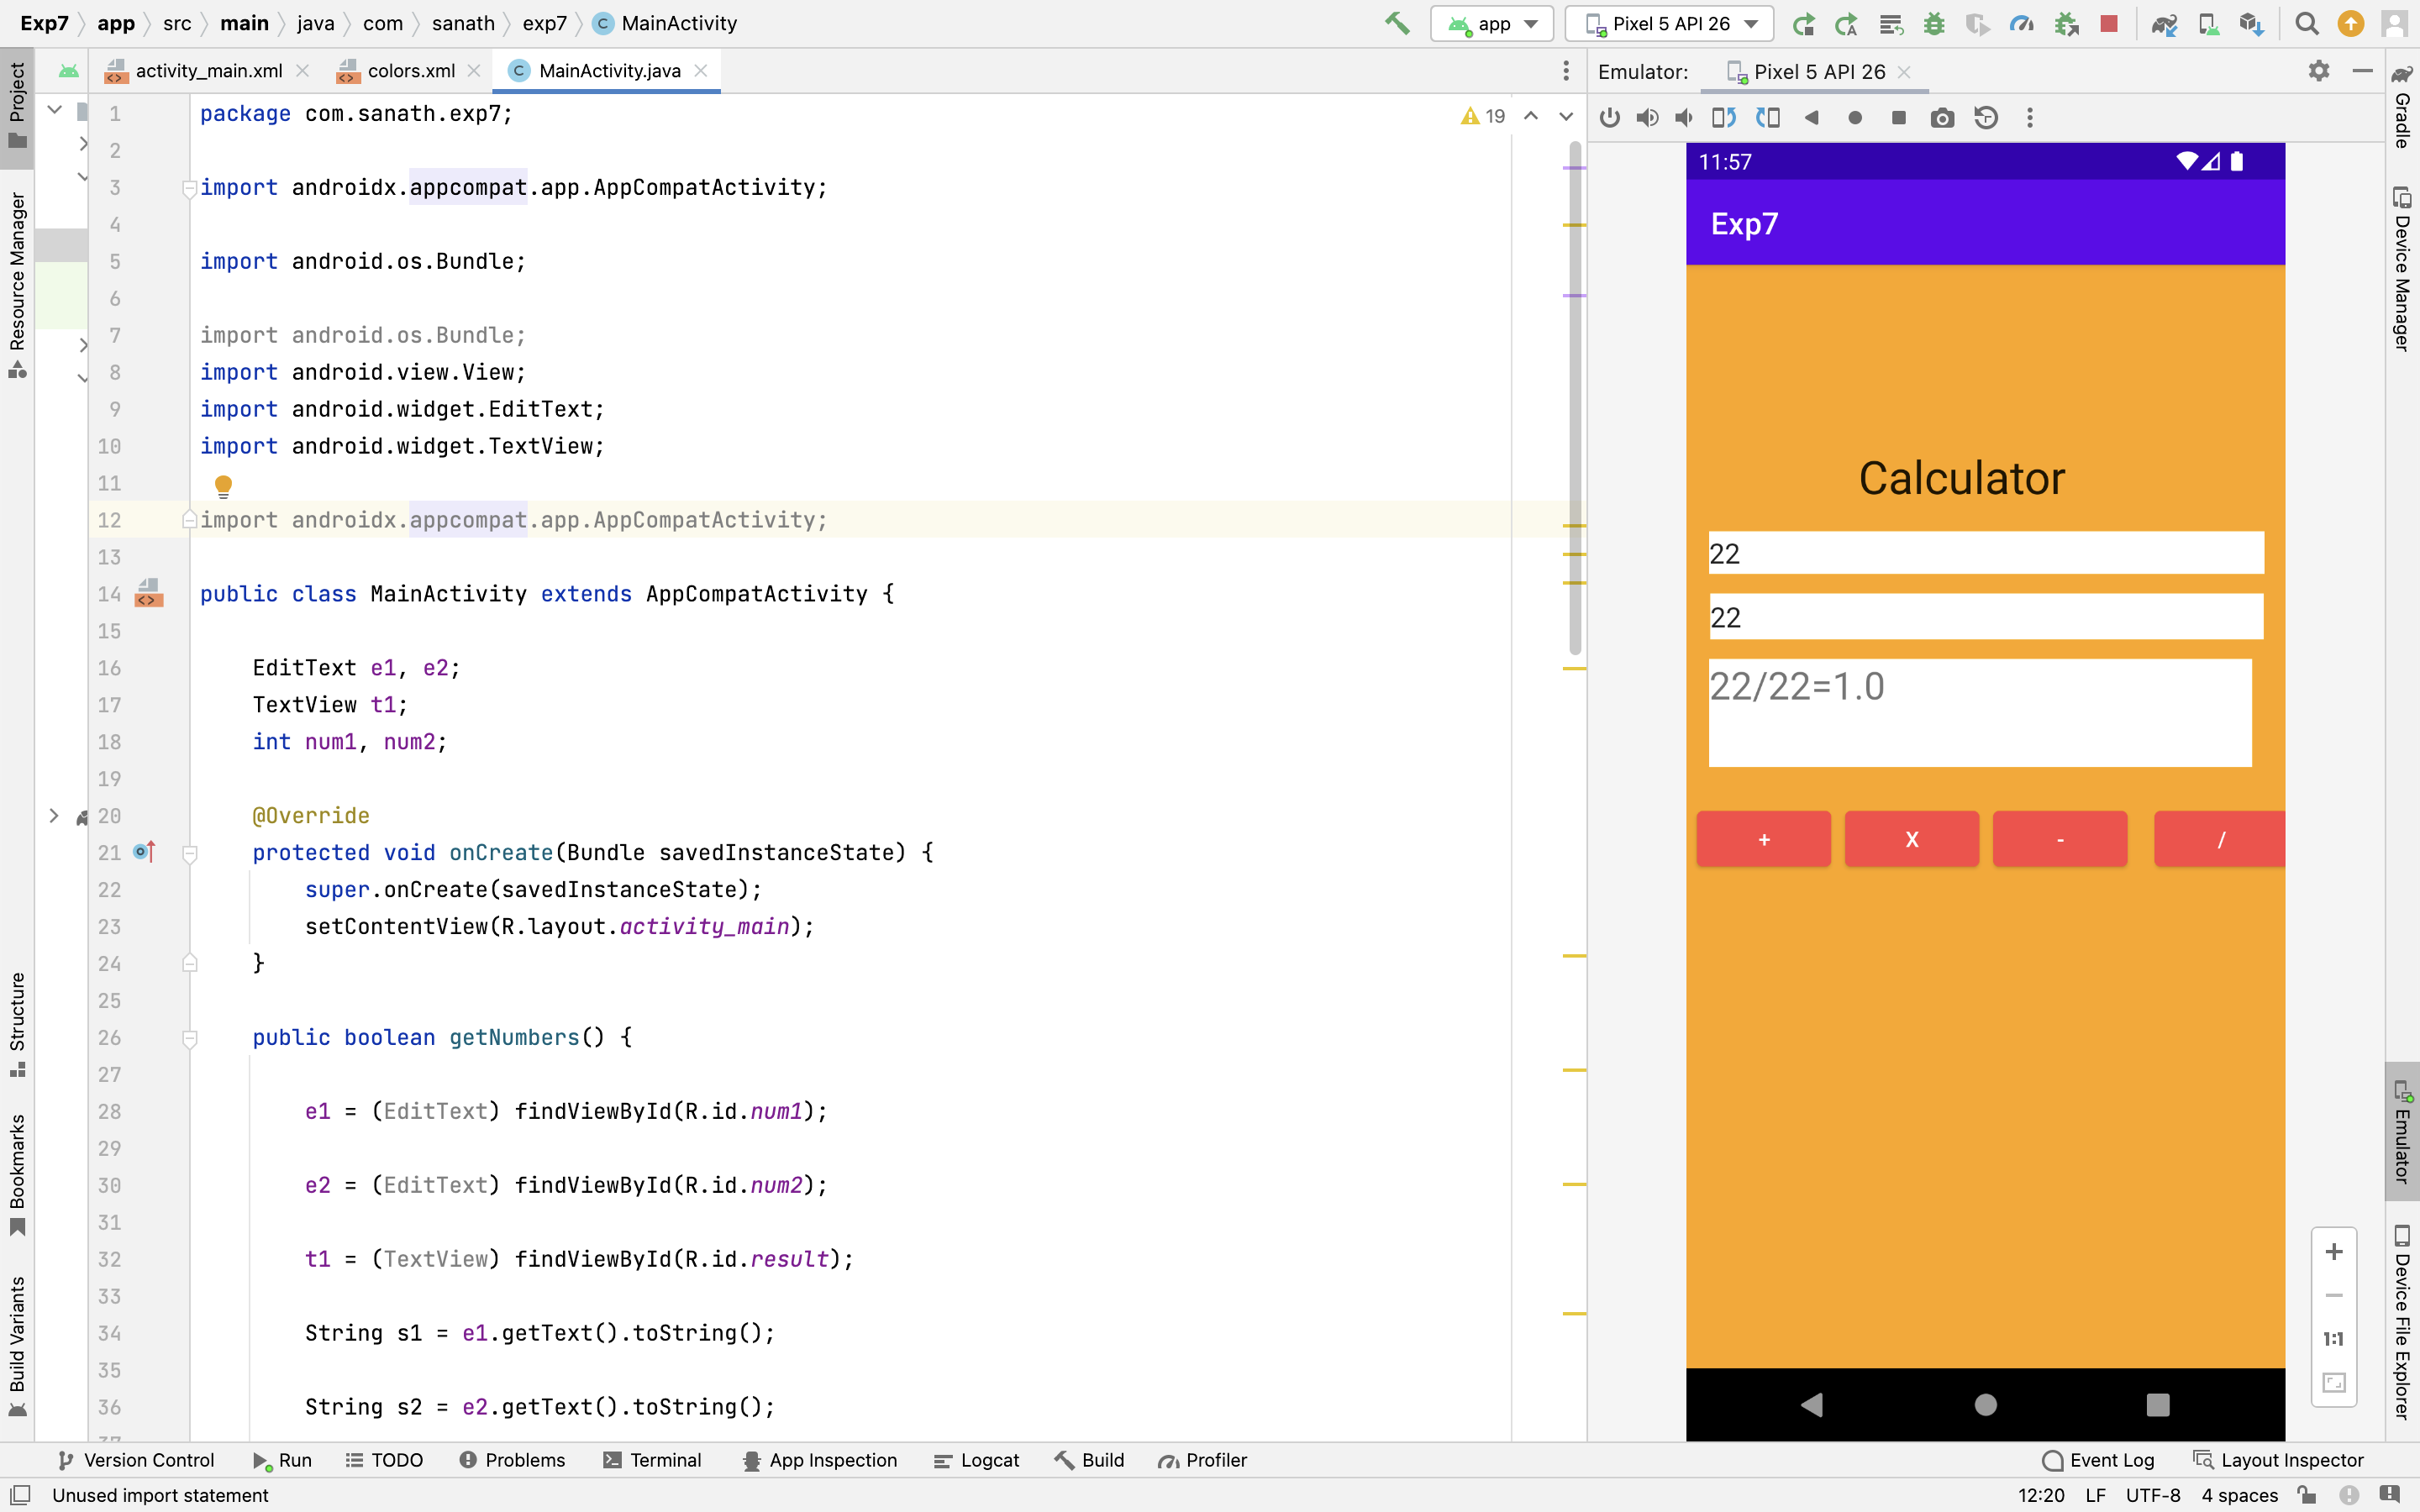 Exp7 app src main java com sanath exp7 C MainActivity app Pixel 5 API 26
activity_main.xml colors.xml C MainActivity.java Emulator: Pixel 5 API 26
Project
Resource Manager
Structure
Bookmarks
Build Variants
19
1 package com.sanath.exp7;
2
3 import androidx.appcompat.app.AppCompatActivity;
4
5 import android.os.Bundle;
6
7 import android.os.Bundle;
8 import android.view.View;
9 import android.widget.EditText;
10 import android.widget.TextView;
11
12 import androidx.appcompat.app.AppCompatActivity;
13
14 public class MainActivity extends AppCompatActivity {
15
16 EditText e1, e2;
17 TextView t1;
18 int num1, num2;
19
20 @Override
21 protected void onCreate(Bundle savedInstanceState) {
22 super.onCreate(savedInstanceState);
23 setContentView(R.layout.activity_main);
24 }
25
26 public boolean getNumbers() {
27
28 e1 = (EditText) findViewById(R.id.num1);
29
30 e2 = (EditText) findViewById(R.id.num2);
31
32 t1 = (TextView) findViewById(R.id.result);
33
34 String s1 = e1.getText().toString();
35
36 String s2 = e2.getText().toString();
11:57
Exp7
Calculator
22
22
22/22=1.0
+ X - /
1:1
Gradle
Device Manager
Emulator
Device File Explorer
Version Control Run TODO Problems Terminal App Inspection Logcat Build Profiler Event Log Layout Inspector
Unused import statement 12:20 LF UTF-8 4 spaces